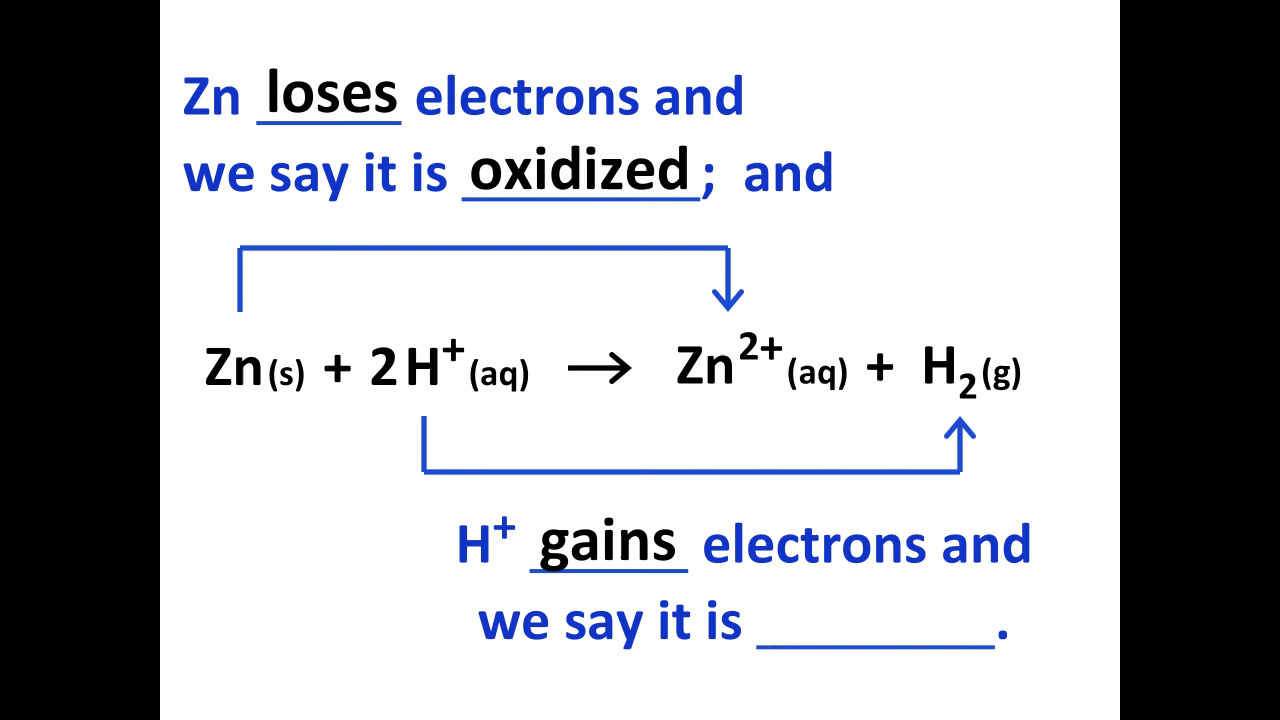 Zn loses electrons and
we say it is oxidized; and
Zn(s) + 2H⁺(aq) → Zn²⁺(aq) + H₂(g)
H⁺ gains electrons and
we say it is _________.